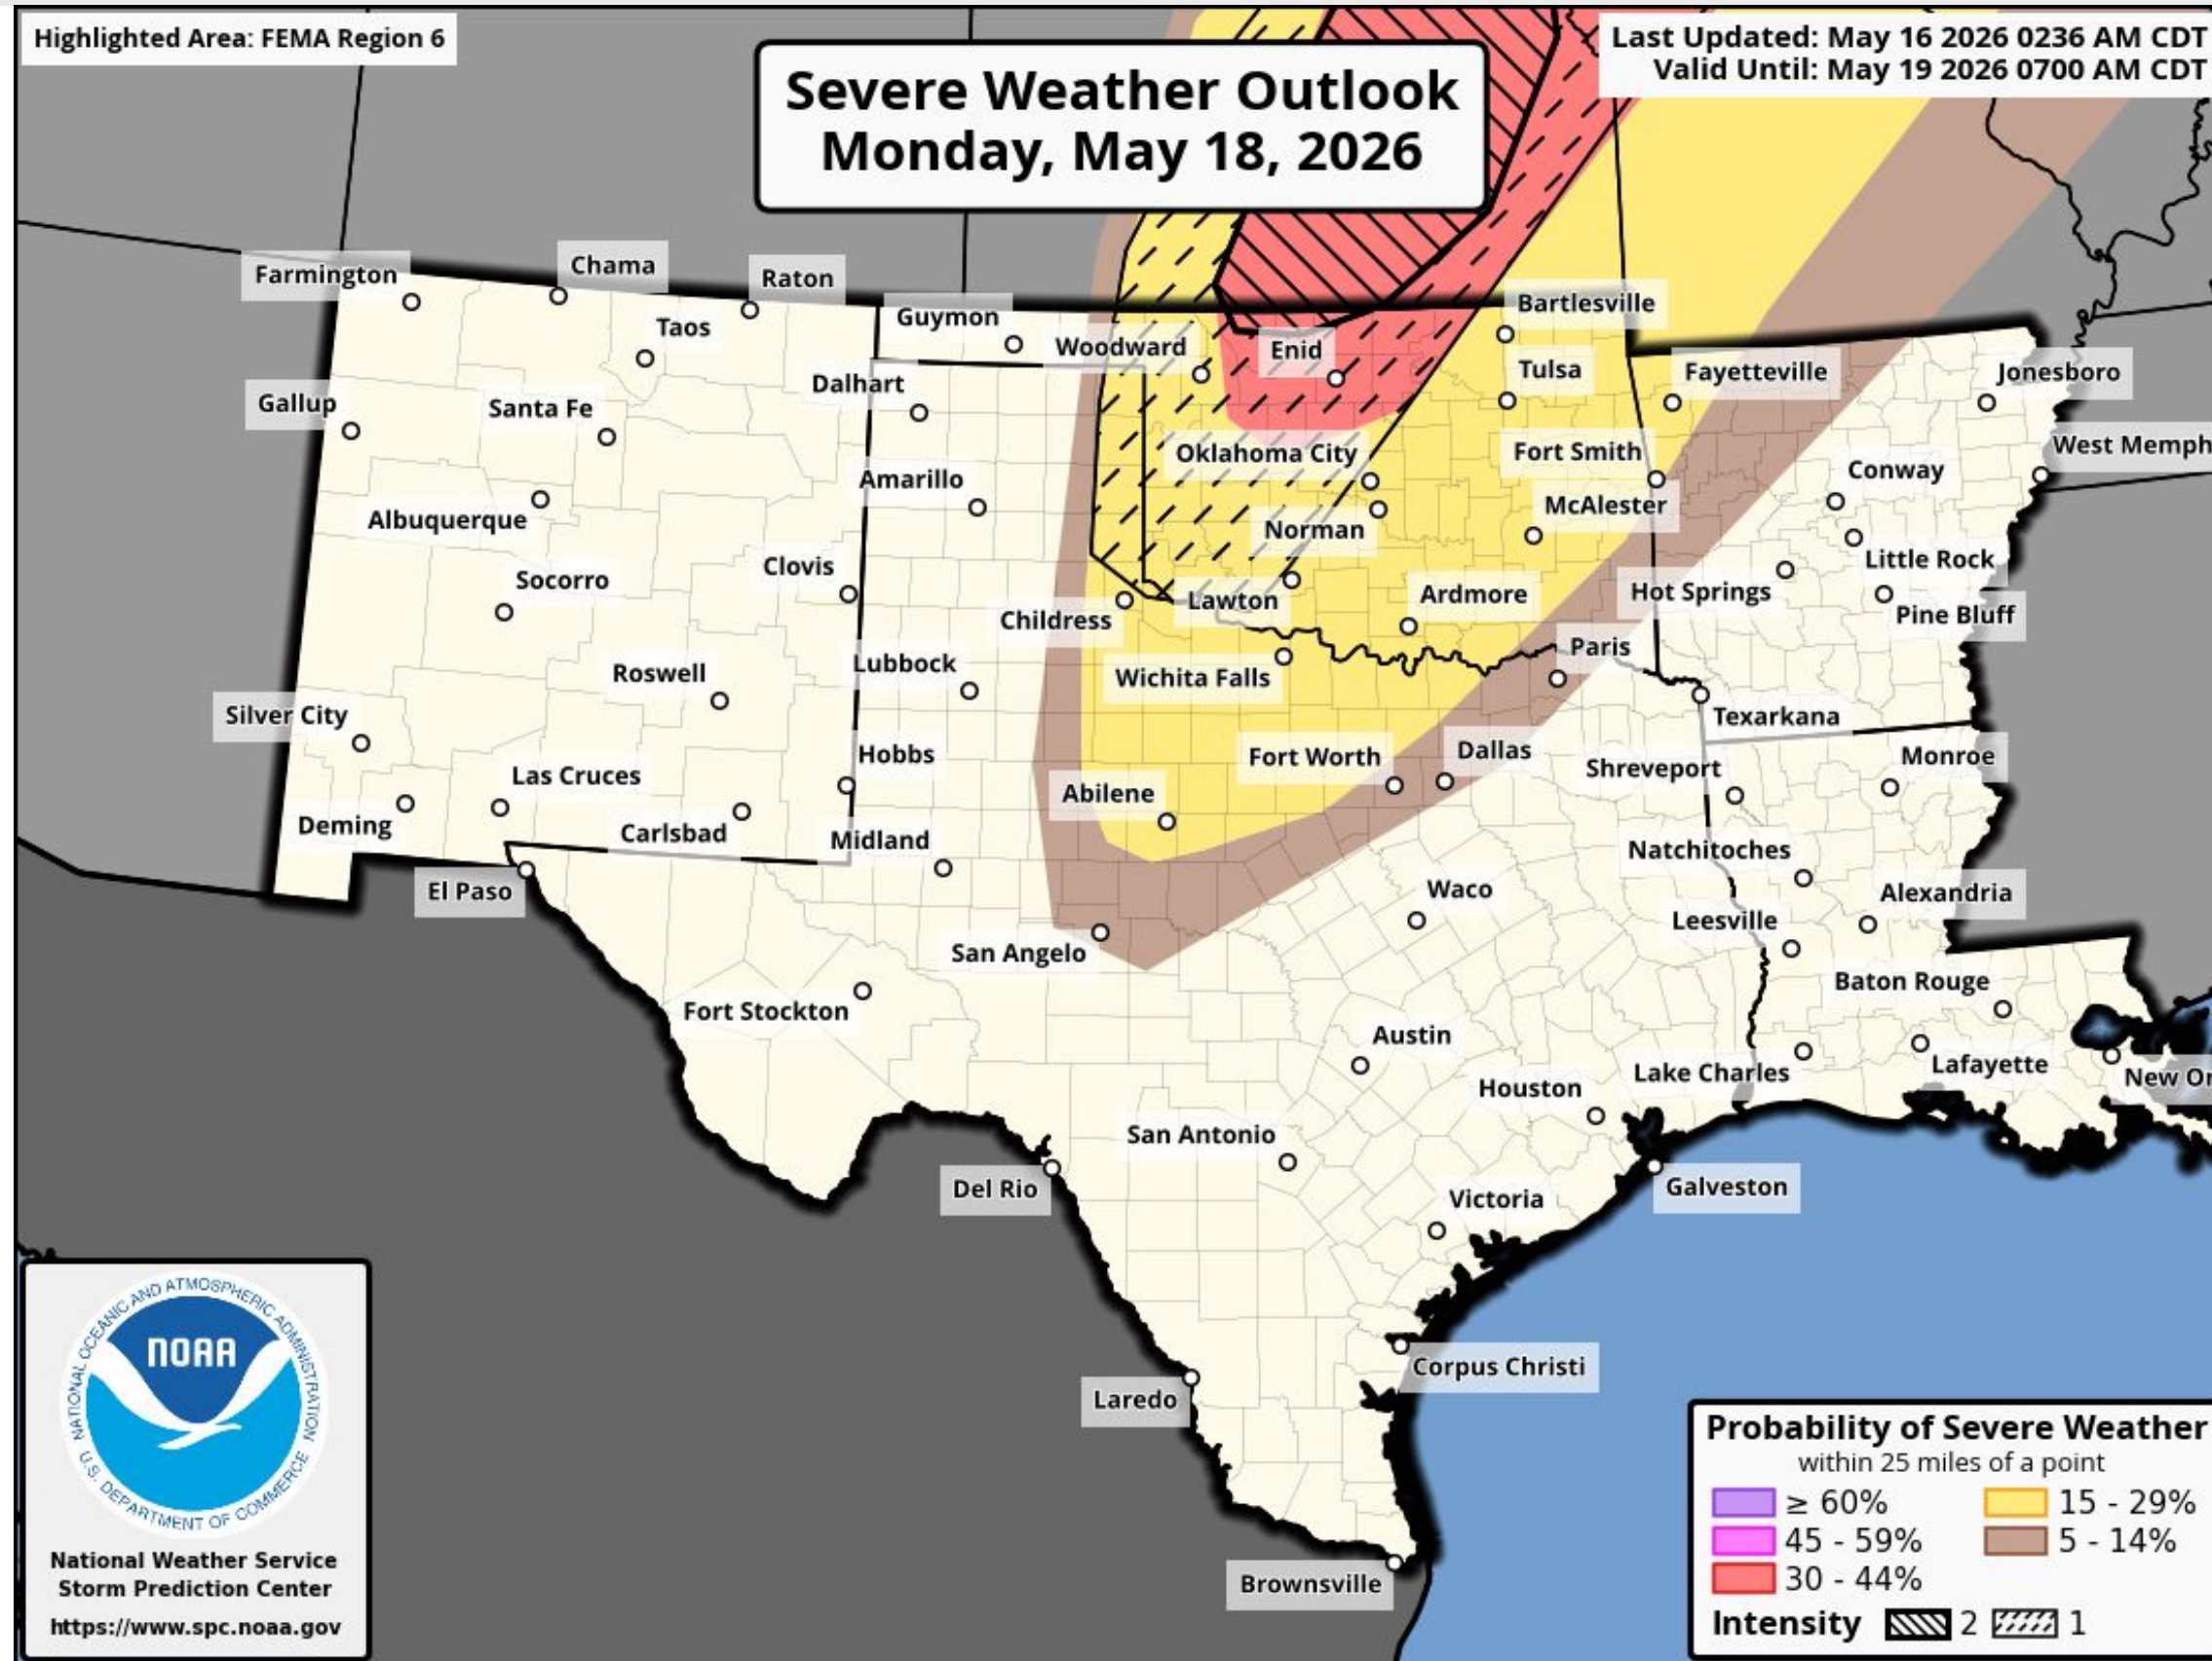 Highlighted Area: FEMA Region 6
Severe Weather Outlook
Monday, May 18, 2026
Last Updated: May 16 2026 0236 AM CDT
Valid Until: May 19 2026 0700 AM CDT
Farmington
Chama
Raton
Taos
Guymon
Woodward
Enid
Bartlesville
Tulsa
Fayetteville
Jonesboro
Gallup
Santa Fe
Dalhart
Amarillo
Oklahoma City
Fort Smith
Conway
West Memph
Albuquerque
Norman
McAlester
Little Rock
Socorro
Clovis
Childress
Lawton
Ardmore
Hot Springs
Pine Bluff
Roswell
Lubbock
Wichita Falls
Paris
Texarkana
Silver City
Las Cruces
Hobbs
Abilene
Fort Worth
Dallas
Shreveport
Monroe
Deming
Carlsbad
Midland
Natchitoches
El Paso
San Angelo
Waco
Leesville
Alexandria
Fort Stockton
Baton Rouge
Austin
Houston
Lake Charles
Lafayette
New Or
San Antonio
Del Rio
Victoria
Galveston
Corpus Christi
Laredo
Brownsville
NATIONAL OCEANIC AND ATMOSPHERIC ADMINISTRATION
NOAA
U.S. DEPARTMENT OF COMMERCE
National Weather Service
Storm Prediction Center
https://www.spc.noaa.gov
Probability of Severe Weather
within 25 miles of a point
≥ 60% 15 - 29%
45 - 59% 5 - 14%
30 - 44%
Intensity 2 1